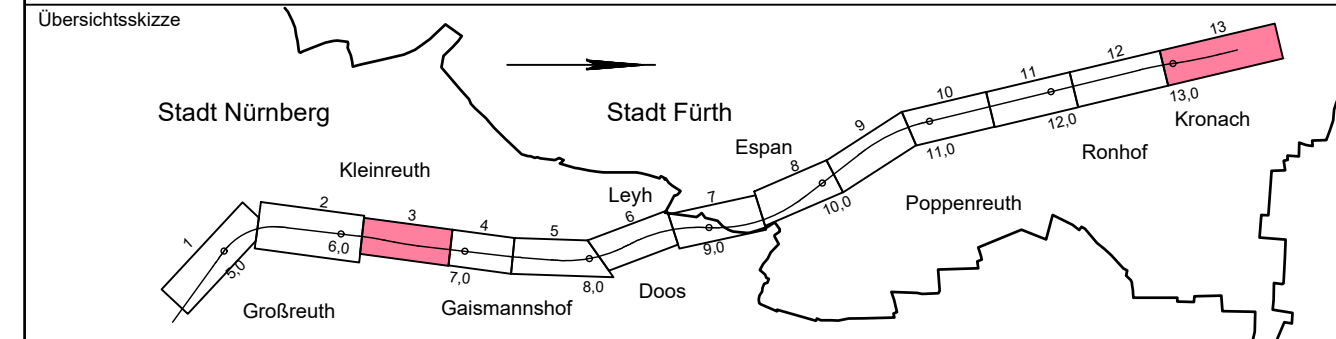 Übersichtsskizze
13
12
11
10
9
8
7
6
5
4
3
2
1
Stadt Nürnberg
Stadt Fürth
Kronach
13,0
12,0
Ronhof
11,0
Espan
10,0
Poppenreuth
Kleinreuth
Leyh
9,0
6,0
5,0
7,0
8,0
Doos
Großreuth
Gaismannshof